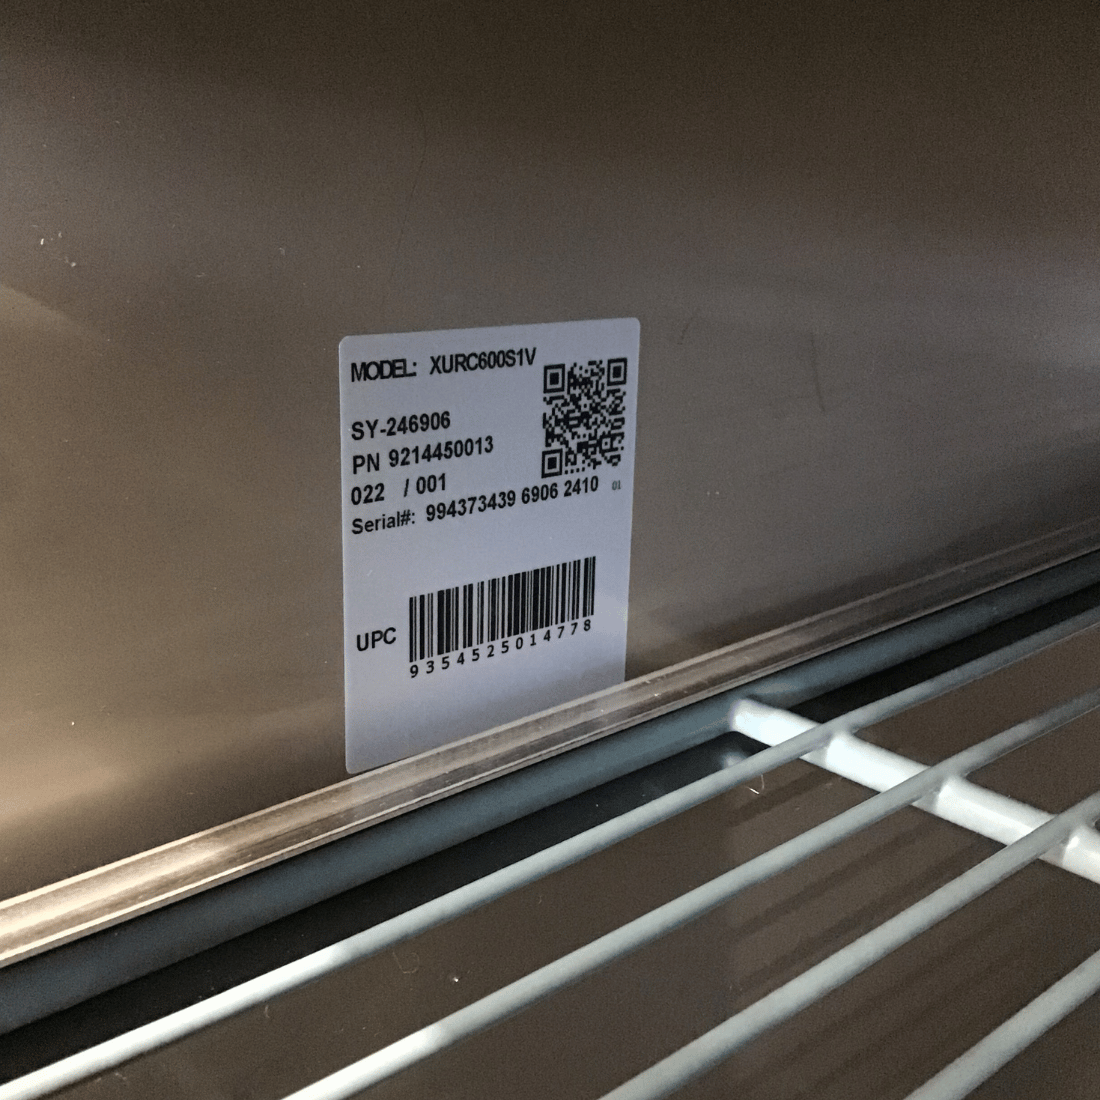 MODEL: XURC600S1V
SY-246906
PN 9214450013
022 / 001
Serial#: 994373439 6906 2410 01
UPC
9354525014778